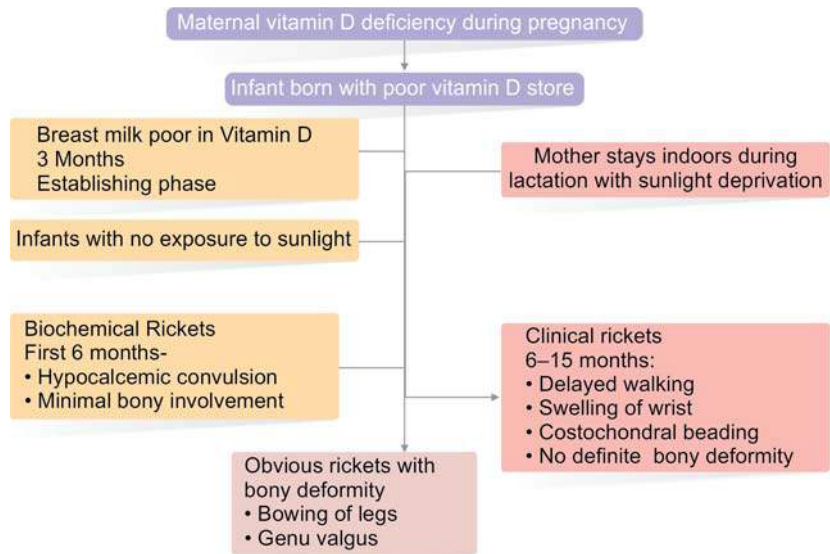 Maternal vitamin D deficiency during pregnancy
Infant born with poor vitamin D store
Breast milk poor in Vitamin D
3 Months
Establishing phase
Mother stays indoors during
lactation with sunlight deprivation
Infants with no exposure to sunlight
Biochemical Rickets
First 6 months-
• Hypocalcemic convulsion
• Minimal bony involvement
Clinical rickets
6–15 months:
• Delayed walking
• Swelling of wrist
• Costochondral beading
• No definite bony deformity
Obvious rickets with
bony deformity
• Bowing of legs
• Genu valgus